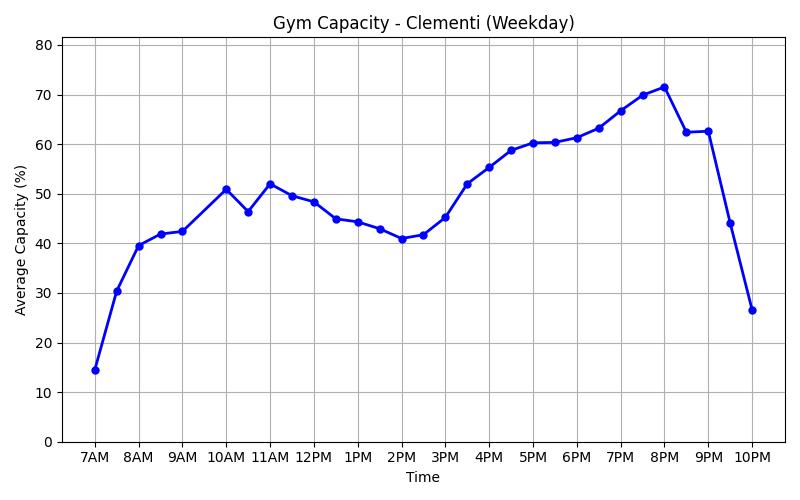 Gym Capacity - Clementi (Weekday)
80
70
60
50
40
30
20
10
0
Average Capacity (%)
7AM 8AM 9AM 10AM 11AM 12PM 1PM 2PM 3PM 4PM 5PM 6PM 7PM 8PM 9PM 10PM
Time